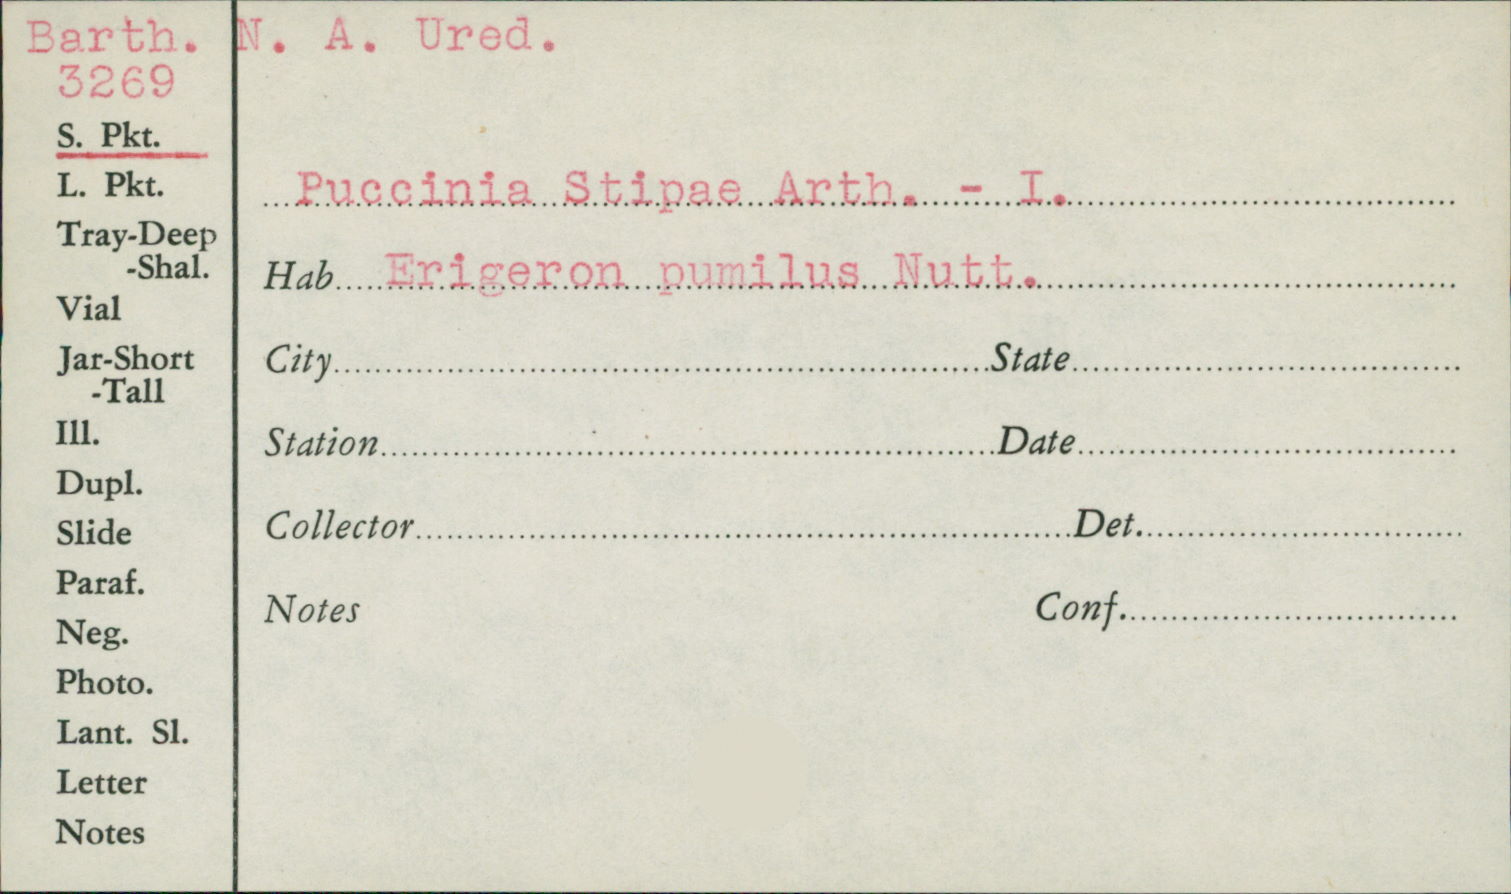 Barth. N. A. Ured.
3269
S. Pkt.
L. Pkt.
Tray-Deep
-Shal.
Vial
Jar-Short
-Tall
Ill.
Dupl.
Slide
Paraf.
Neg.
Photo.
Lant. Sl.
Letter
Notes
Puccinia Stipae Arth. - I.
Hab. Erigeron pumilus Nutt.
City State
Station Date
Collector Det.
Notes Conf.